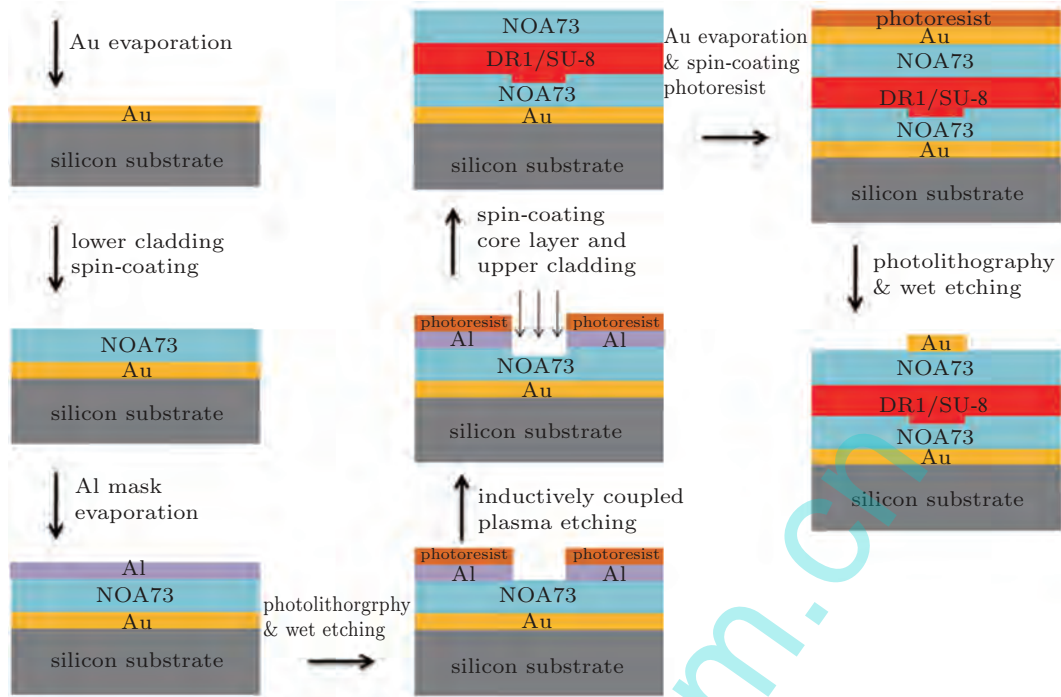 Au evaporation
Au
silicon substrate
lower cladding
spin-coating
NOA73
Au
silicon substrate
Al mask
evaporation
Al
NOA73
Au
silicon substrate
photolithorgrphy
& wet etching
photoresist
photoresist
Al
Al
NOA73
Au
silicon substrate
inductively coupled
plasma etching
photoresist
photoresist
Al
Al
NOA73
Au
silicon substrate
spin-coating
core layer and
upper cladding
NOA73
DR1/SU-8
NOA73
Au
silicon substrate
Au evaporation
& spin-coating
photoresist
photoresist
Au
NOA73
DR1/SU-8
NOA73
Au
silicon substrate
photolithography
& wet etching
Au
NOA73
DR1/SU-8
NOA73
Au
silicon substrate
m.cn